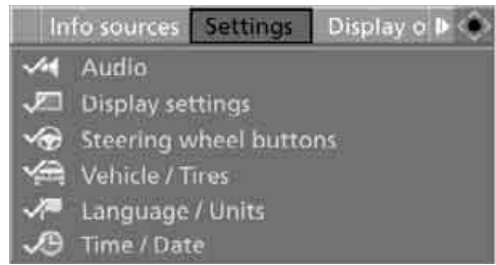 Info sources Settings Display o
Audio
Display settings
Steering wheel buttons
Vehicle / Tires
Language / Units
Time / Date